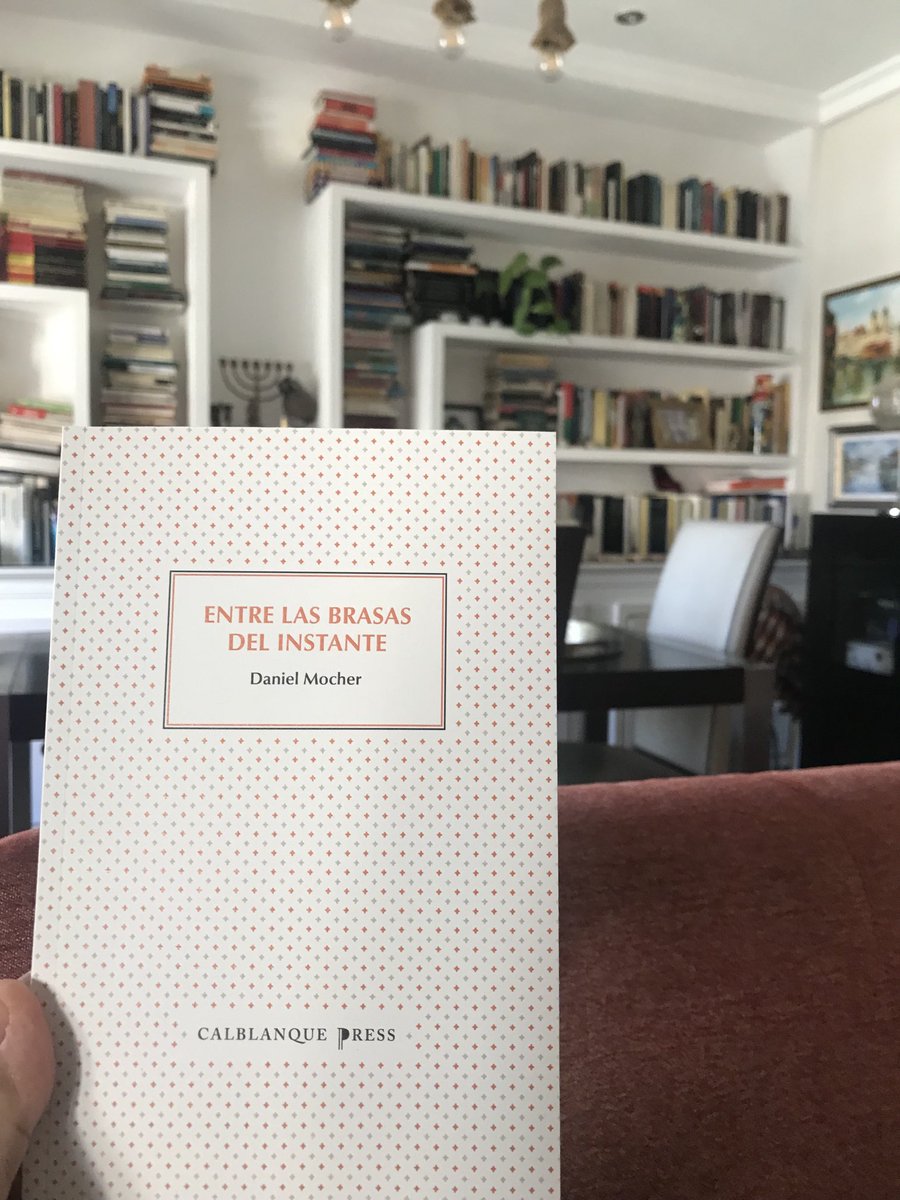 ENTRE LAS BRASAS
DEL INSTANTE
Daniel Mocher
CALBLANQUE PRESS